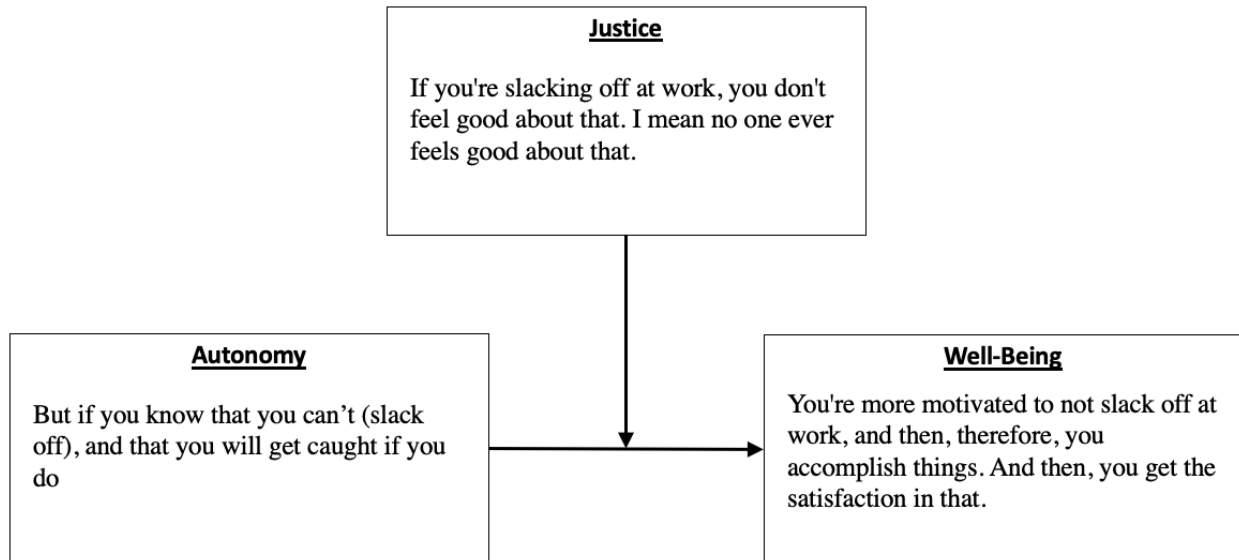 Justice
If you're slacking off at work, you don't
feel good about that. I mean no one ever
feels good about that.
Autonomy
But if you know that you can’t (slack
off), and that you will get caught if you
do
Well-Being
You're more motivated to not slack off at
work, and then, therefore, you
accomplish things. And then, you get the
satisfaction in that.